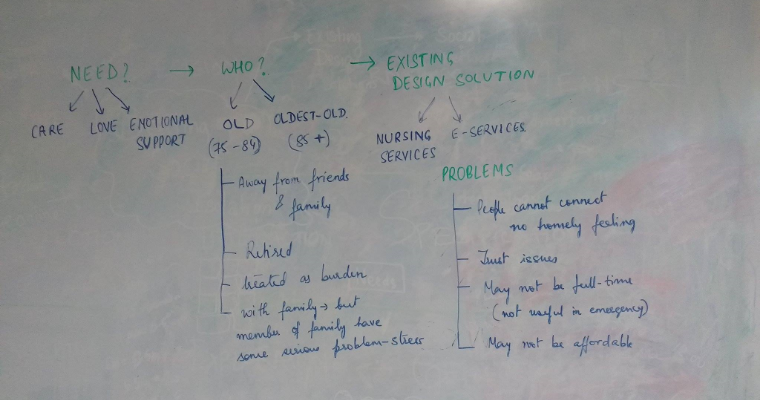 NEED? → WHO? → EXISTING
DESIGN SOLUTION
CARE LOVE EMOTIONAL
SUPPORT
OLD
(75-84)
OLDEST-OLD
(85+)
NURSING
SERVICES
E-SERVICES
Away from friends
& family
Retired
treated as burden
with family → but
member of family have
some serious problem-stress
PROBLEMS
People cannot connect
no homely feeling
Trust issues
May not be full-time
(not useful in emergency)
May not be affordable